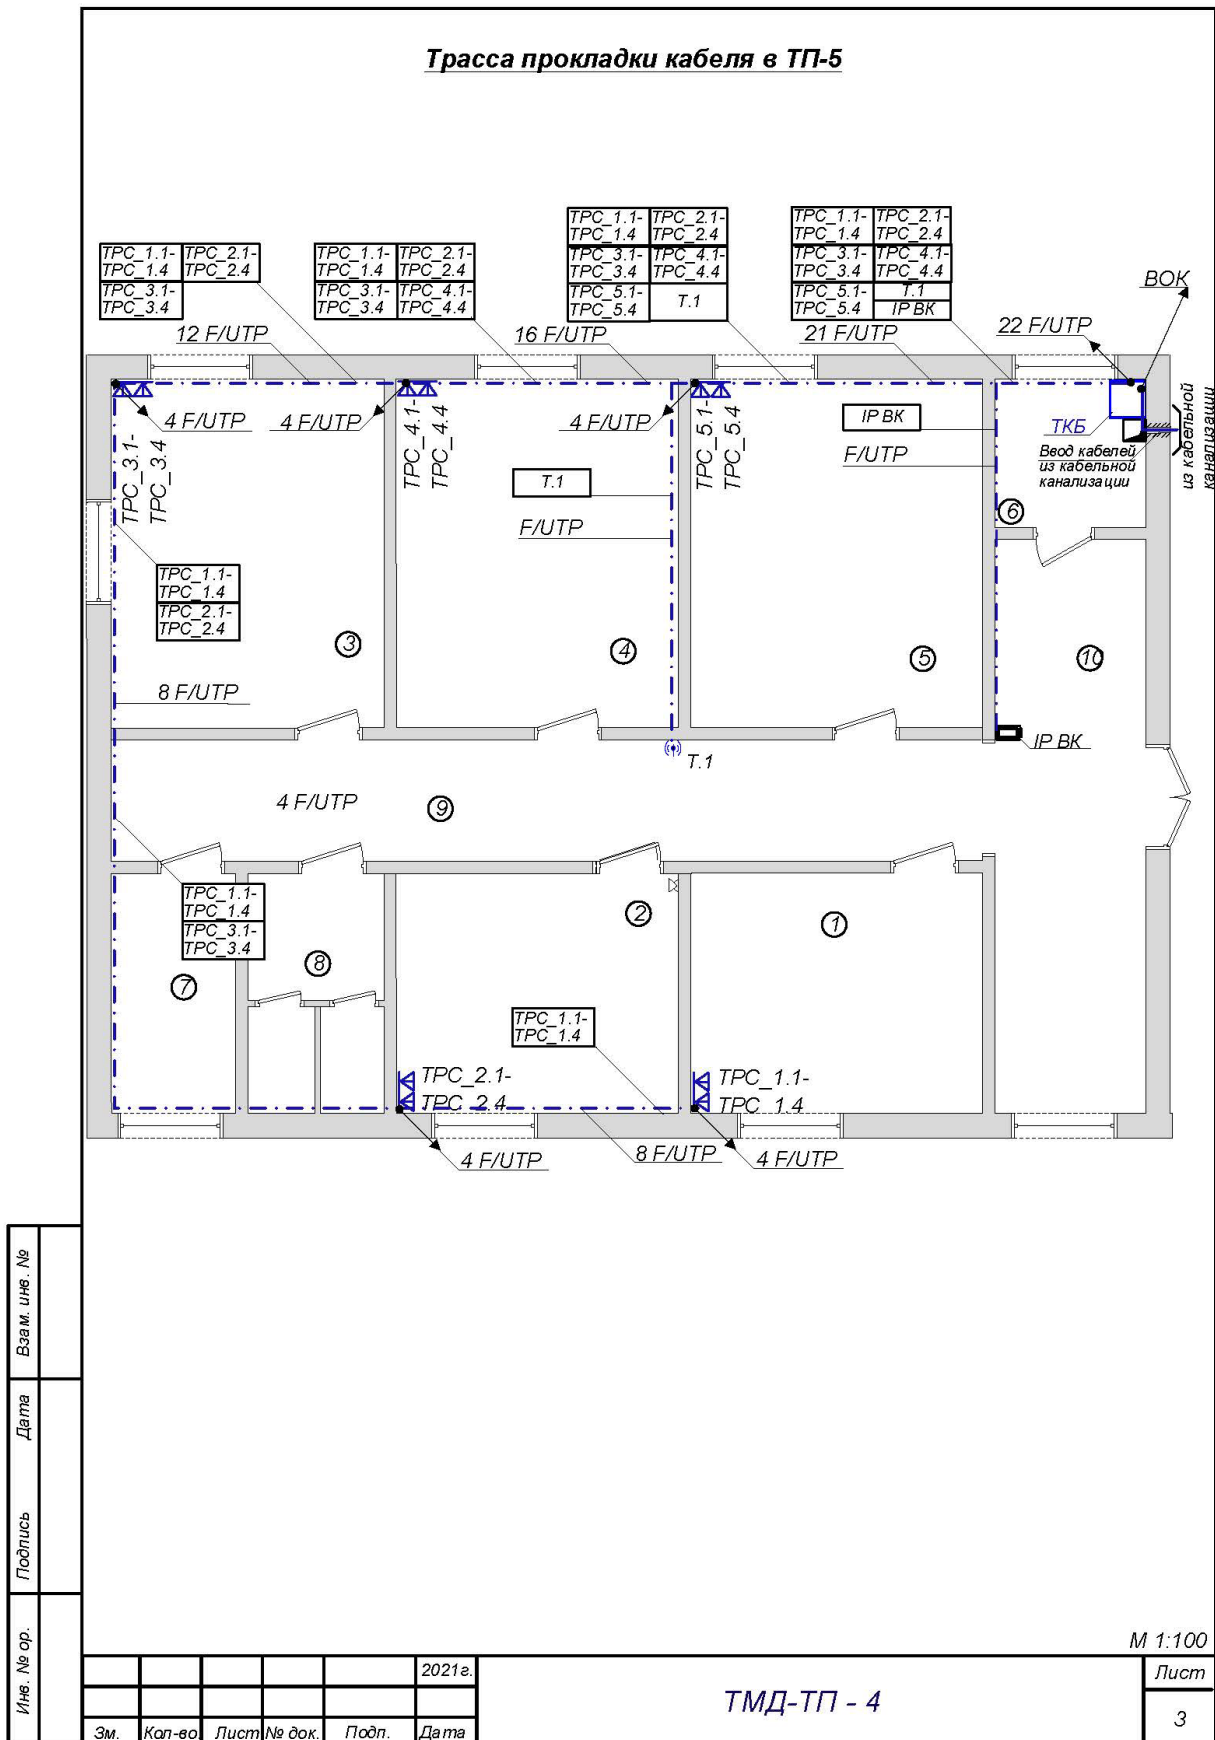 Трасса прокладки кабеля в ТП-5
ТРС_1.1-
ТРС_1.4
ТРС_2.1-
ТРС_2.4
ТРС_3.1-
ТРС_3.4
12 F/UTP
ТРС_1.1-
ТРС_1.4
ТРС_2.1-
ТРС_2.4
ТРС_3.1-
ТРС_3.4
ТРС_4.1-
ТРС_4.4
16 F/UTP
ТРС_1.1-
ТРС_1.4
ТРС_2.1-
ТРС_2.4
ТРС_3.1-
ТРС_3.4
ТРС_4.1-
ТРС_4.4
ТРС_5.1-
ТРС_5.4
Т.1
21 F/UTP
ТРС_1.1-
ТРС_1.4
ТРС_2.1-
ТРС_2.4
ТРС_3.1-
ТРС_3.4
ТРС_4.1-
ТРС_4.4
ТРС_5.1-
ТРС_5.4
Т.1
IP ВК
22 F/UTP
ВОК
4 F/UTP
ТРС_3.1-
ТРС_3.4
4 F/UTP
ТРС_4.1-
ТРС_4.4
4 F/UTP
ТРС_5.1-
ТРС_5.4
IP ВК
F/UTP
ТКБ
Ввод кабелей
из кабельной
канализации
из кабельной
канализации
Т.1
F/UTP
6
ТРС_1.1-
ТРС_1.4
ТРС_2.1-
ТРС_2.4
8 F/UTP
3
4
5
10
IP ВК
Т.1
4 F/UTP
9
ТРС_1.1-
ТРС_1.4
ТРС_3.1-
ТРС_3.4
7
8
2
1
ТРС_1.1-
ТРС_1.4
ТРС_2.1-
ТРС_2.4
ТРС_1.1-
ТРС_1.4
4 F/UTP
8 F/UTP
4 F/UTP
Взам. инв. №
Дата
Подпись
Инв. № ор.
М 1:100
2021г.
Зм.
Кол-во
Лист
№ док.
Подп.
Дата
ТМД-ТП - 4
Лист
3